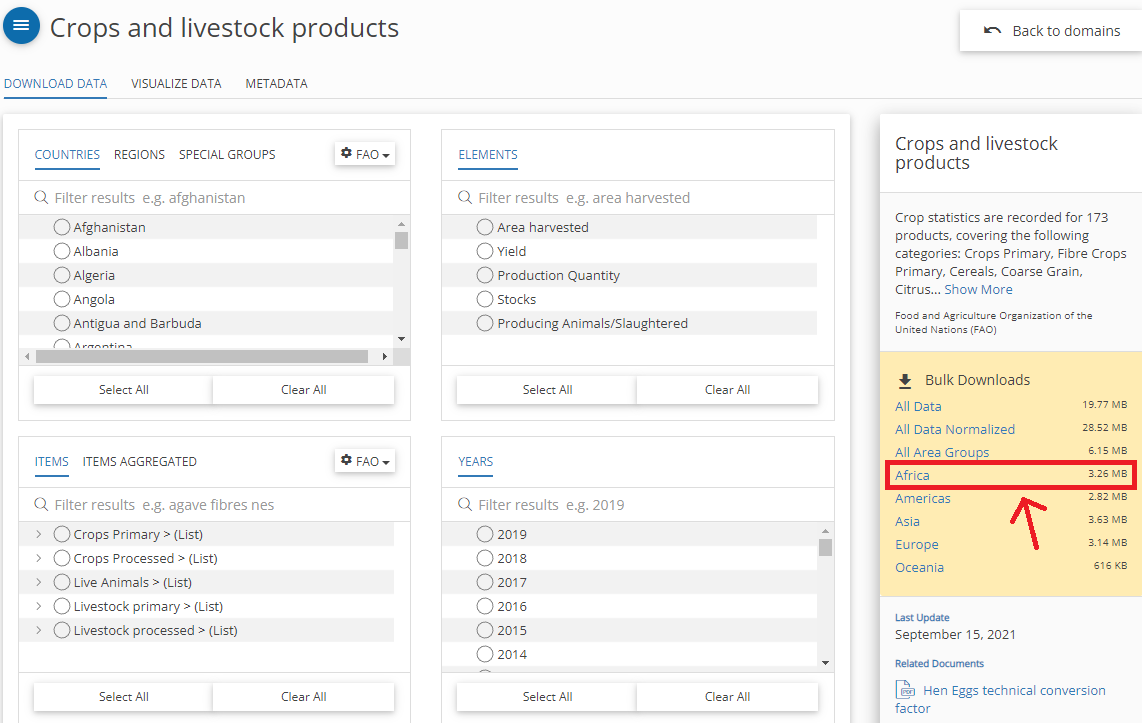 Crops and livestock products
Back to domains
DOWNLOAD DATA VISUALIZE DATA METADATA
COUNTRIES REGIONS SPECIAL GROUPS FAO
Filter results e.g. afghanistan
Afghanistan
Albania
Algeria
Angola
Antigua and Barbuda
Argentina
Select All Clear All
ELEMENTS
Filter results e.g. area harvested
Area harvested
Yield
Production Quantity
Stocks
Producing Animals/Slaughtered
Select All Clear All
ITEMS ITEMS AGGREGATED FAO
Filter results e.g. agave fibres nes
Crops Primary > (List)
Crops Processed > (List)
Live Animals > (List)
Livestock primary > (List)
Livestock processed > (List)
Select All Clear All
YEARS
Filter results e.g. 2019
2019
2018
2017
2016
2015
2014
Select All Clear All
Crops and livestock
products
Crop statistics are recorded for 173
products, covering the following
categories: Crops Primary, Fibre Crops
Primary, Cereals, Coarse Grain,
Citrus... Show More
Food and Agriculture Organization of the
United Nations (FAO)
Bulk Downloads
All Data 19.77 MB
All Data Normalized 28.52 MB
All Area Groups 6.15 MB
Africa 3.26 MB
Americas 2.82 MB
Asia 3.63 MB
Europe 3.14 MB
Oceania 616 KB
Last Update
September 15, 2021
Related Documents
PDF Hen Eggs technical conversion
factor